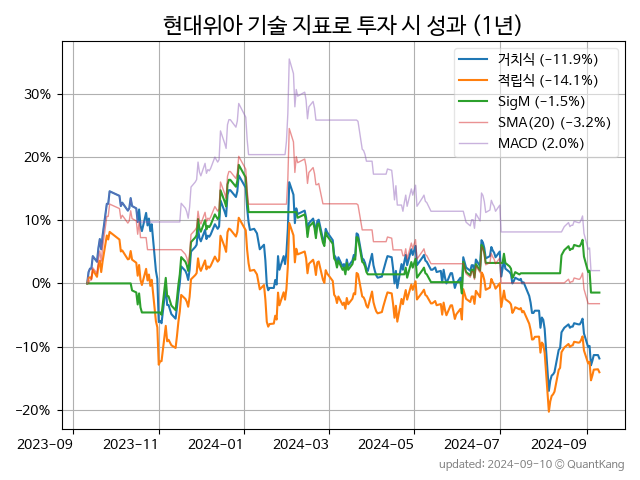 현대위아 기술 지표로 투자 시 성과 (1년)
거치식 (-11.9%)
적립식 (-14.1%)
SigM (-1.5%)
SMA(20) (-3.2%)
MACD (2.0%)
30%
20%
10%
0%
-10%
-20%
2023-09 2023-11 2024-01 2024-03 2024-05 2024-07 2024-09
updated: 2024-09-10 © QuantKang